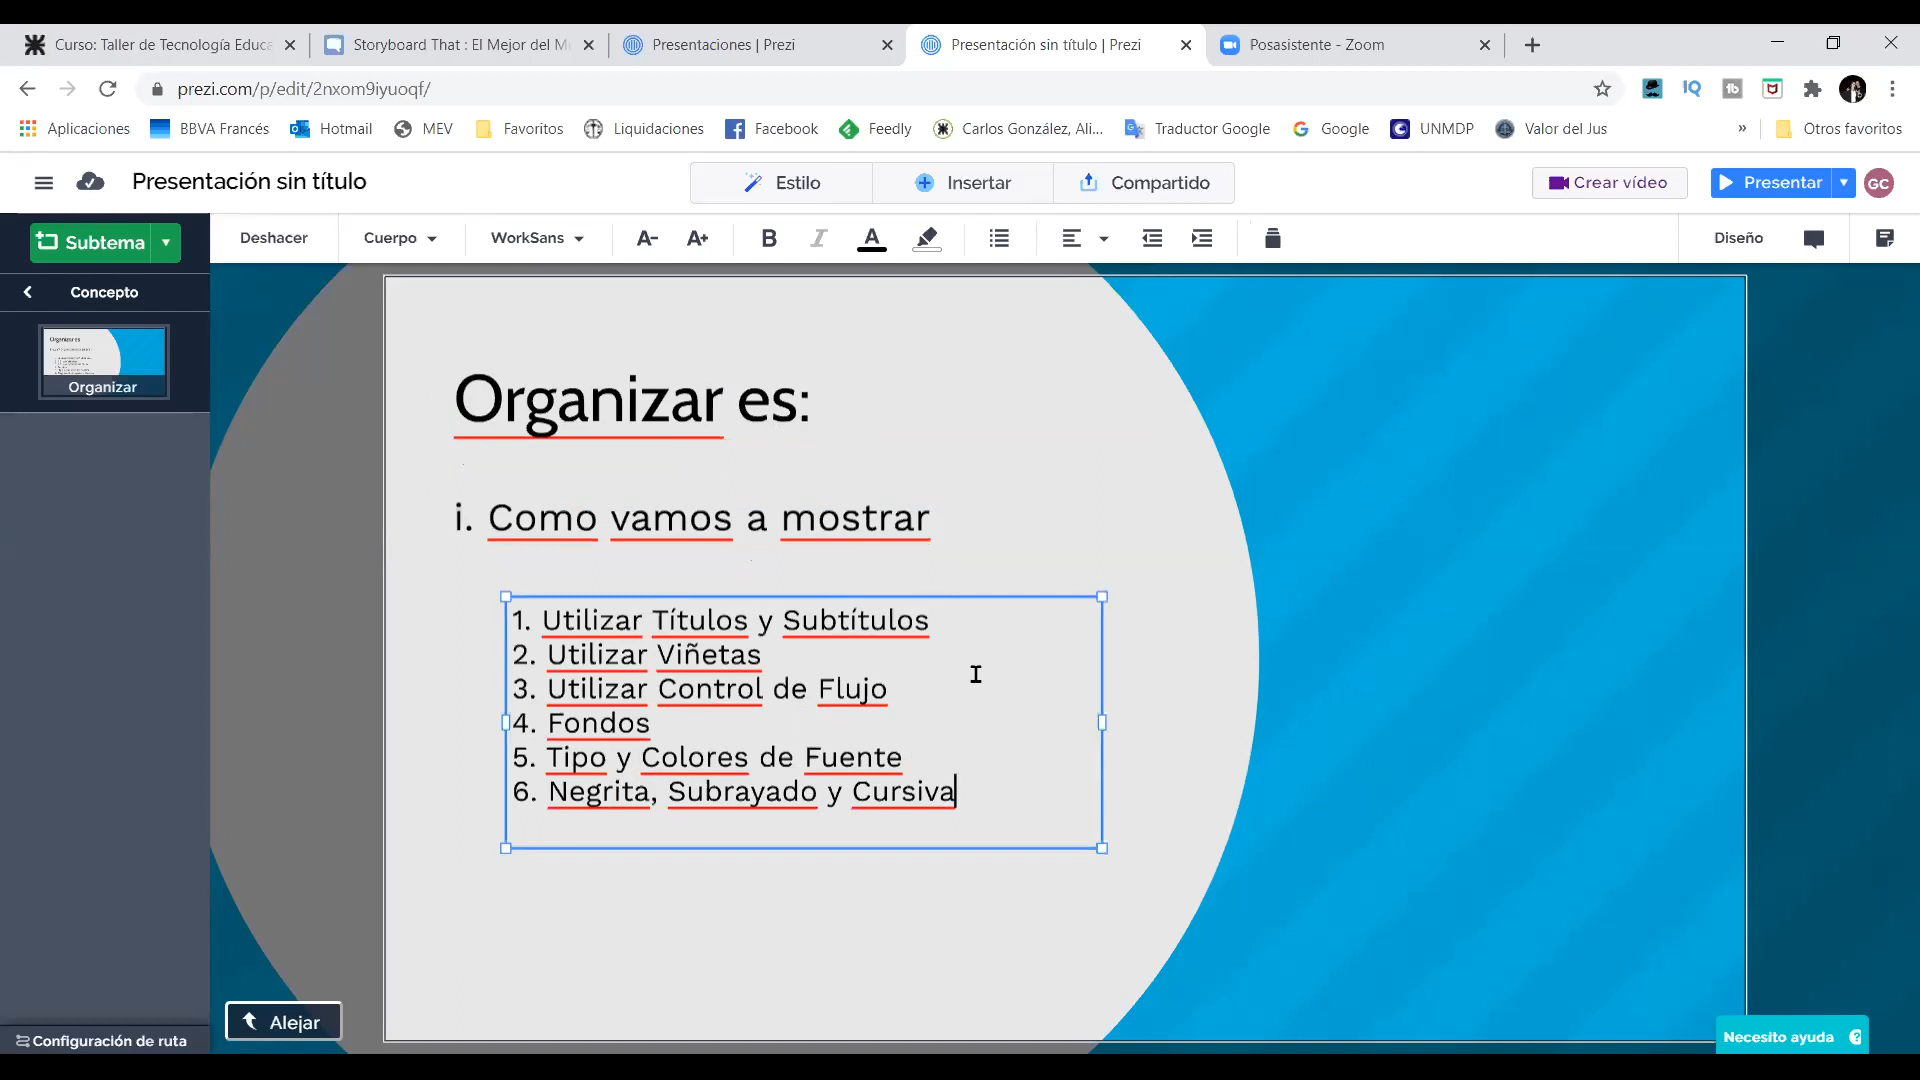 Curso: Taller de Tecnología Educa
Storyboard That : El Mejor del M
Presentaciones | Prezi
Presentación sin título | Prezi
Posasistente - Zoom
prezi.com/p/edit/2nxom9iyuoqf/
IQ
Aplicaciones
BBVA Francés
Hotmail
MEV
Favoritos
Liquidaciones
Facebook
Feedly
Carlos González, Ali...
Traductor Google
Google
UNMDP
Valor del Jus
»
Otros favoritos
Presentación sin título
Estilo
Insertar
Compartido
Crear vídeo
Presentar
GC
Subtema
Deshacer
Cuerpo
WorkSans
A-
A+
B
I
A
Diseño
Concepto
Organizar es
Organizar
Organizar es:
i. Como vamos a mostrar
1. Utilizar Títulos y Subtítulos
2. Utilizar Viñetas
3. Utilizar Control de Flujo
4. Fondos
5. Tipo y Colores de Fuente
6. Negrita, Subrayado y Cursiva
Alejar
Configuración de ruta
Necesito ayuda